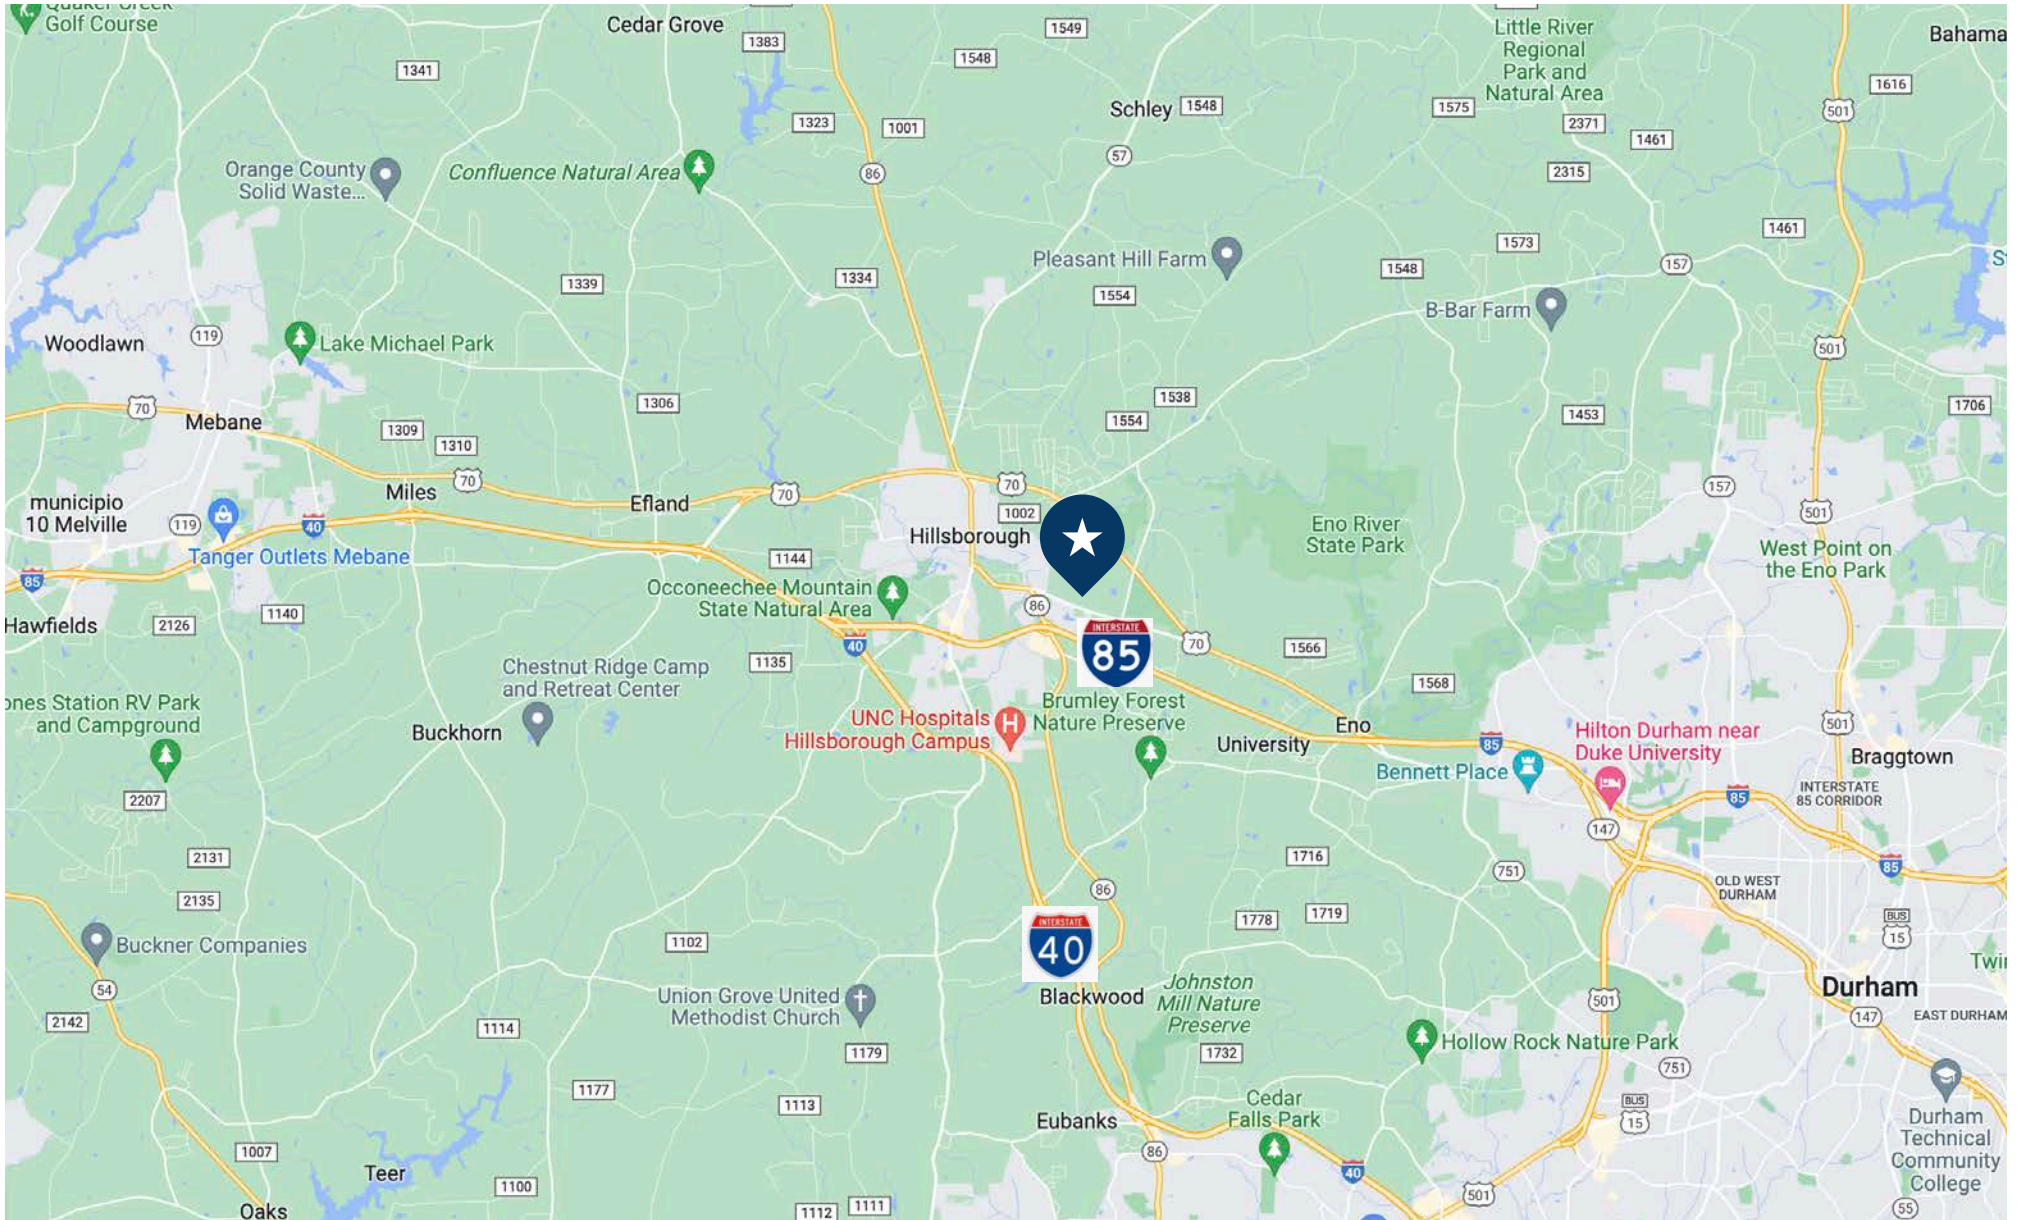 Quaker Creek
Golf Course
Cedar Grove
1383
1549
1548
Little River
Regional
Park and
Natural Area
Bahama
1341
1616
501
1323
1001
Schley
1548
1575
2371
1461
57
Orange County
Solid Waste...
Confluence Natural Area
86
2315
1461
1573
Pleasant Hill Farm
1548
157
1339
1334
1554
B-Bar Farm
Woodlawn
119
Lake Michael Park
501
70
Mebane
1306
1538
1554
1453
1706
1309
1310
Miles
70
Efland
70
70
157
municipio
10 Melville
119
40
1002
Hillsborough
Eno River
State Park
501
West Point on
the Eno Park
Tanger Outlets Mebane
1144
85
Occoneechee Mountain
State Natural Area
86
Hawfields
2126
1140
40
INTERSTATE
85
70
1566
Chestnut Ridge Camp
and Retreat Center
1135
1568
ones Station RV Park
and Campground
Buckhorn
UNC Hospitals
Hillsborough Campus
Brumley Forest
Nature Preserve
University
Eno
85
Hilton Durham near
Duke University
501
Braggtown
Bennett Place
2207
INTERSTATE
85 CORRIDOR
85
147
2131
1716
751
85
2135
86
OLD WEST
DURHAM
1778
1719
Buckner Companies
1102
INTERSTATE
40
BUS
15
54
Union Grove United
Methodist Church
Blackwood
Johnston
Mill Nature
Preserve
501
Durham
Twi
2142
1114
147
EAST DURHAM
1179
1732
Hollow Rock Nature Park
751
1177
1113
Eubanks
Cedar
Falls Park
BUS
15
Durham
Technical
Community
College
1007
Teer
86
40
1100
501
Oaks
1112
1111
55